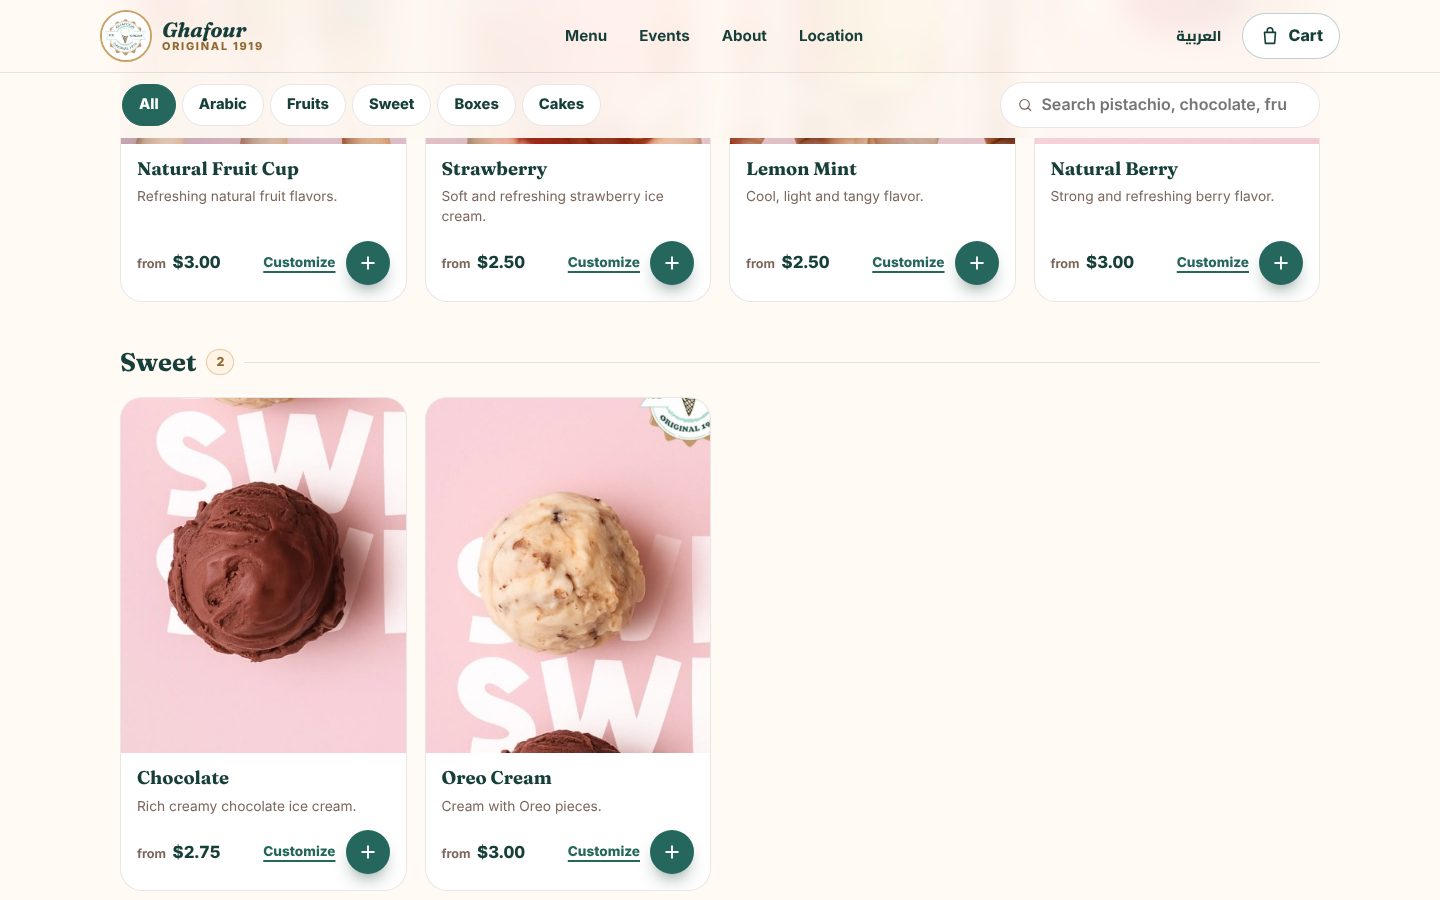 Ghafour
ORIGINAL 1919
Menu
Events
About
Location
العربية
Cart
All
Arabic
Fruits
Sweet
Boxes
Cakes
Search pistachio, chocolate, fru
Natural Fruit Cup
Refreshing natural fruit flavors.
from $3.00
Customize
Strawberry
Soft and refreshing strawberry ice
cream.
from $2.50
Customize
Lemon Mint
Cool, light and tangy flavor.
from $2.50
Customize
Natural Berry
Strong and refreshing berry flavor.
from $3.00
Customize
Sweet 2
SWE
ORIGINAL 19
SWE
Chocolate
Rich creamy chocolate ice cream.
from $2.75
Customize
Oreo Cream
Cream with Oreo pieces.
from $3.00
Customize